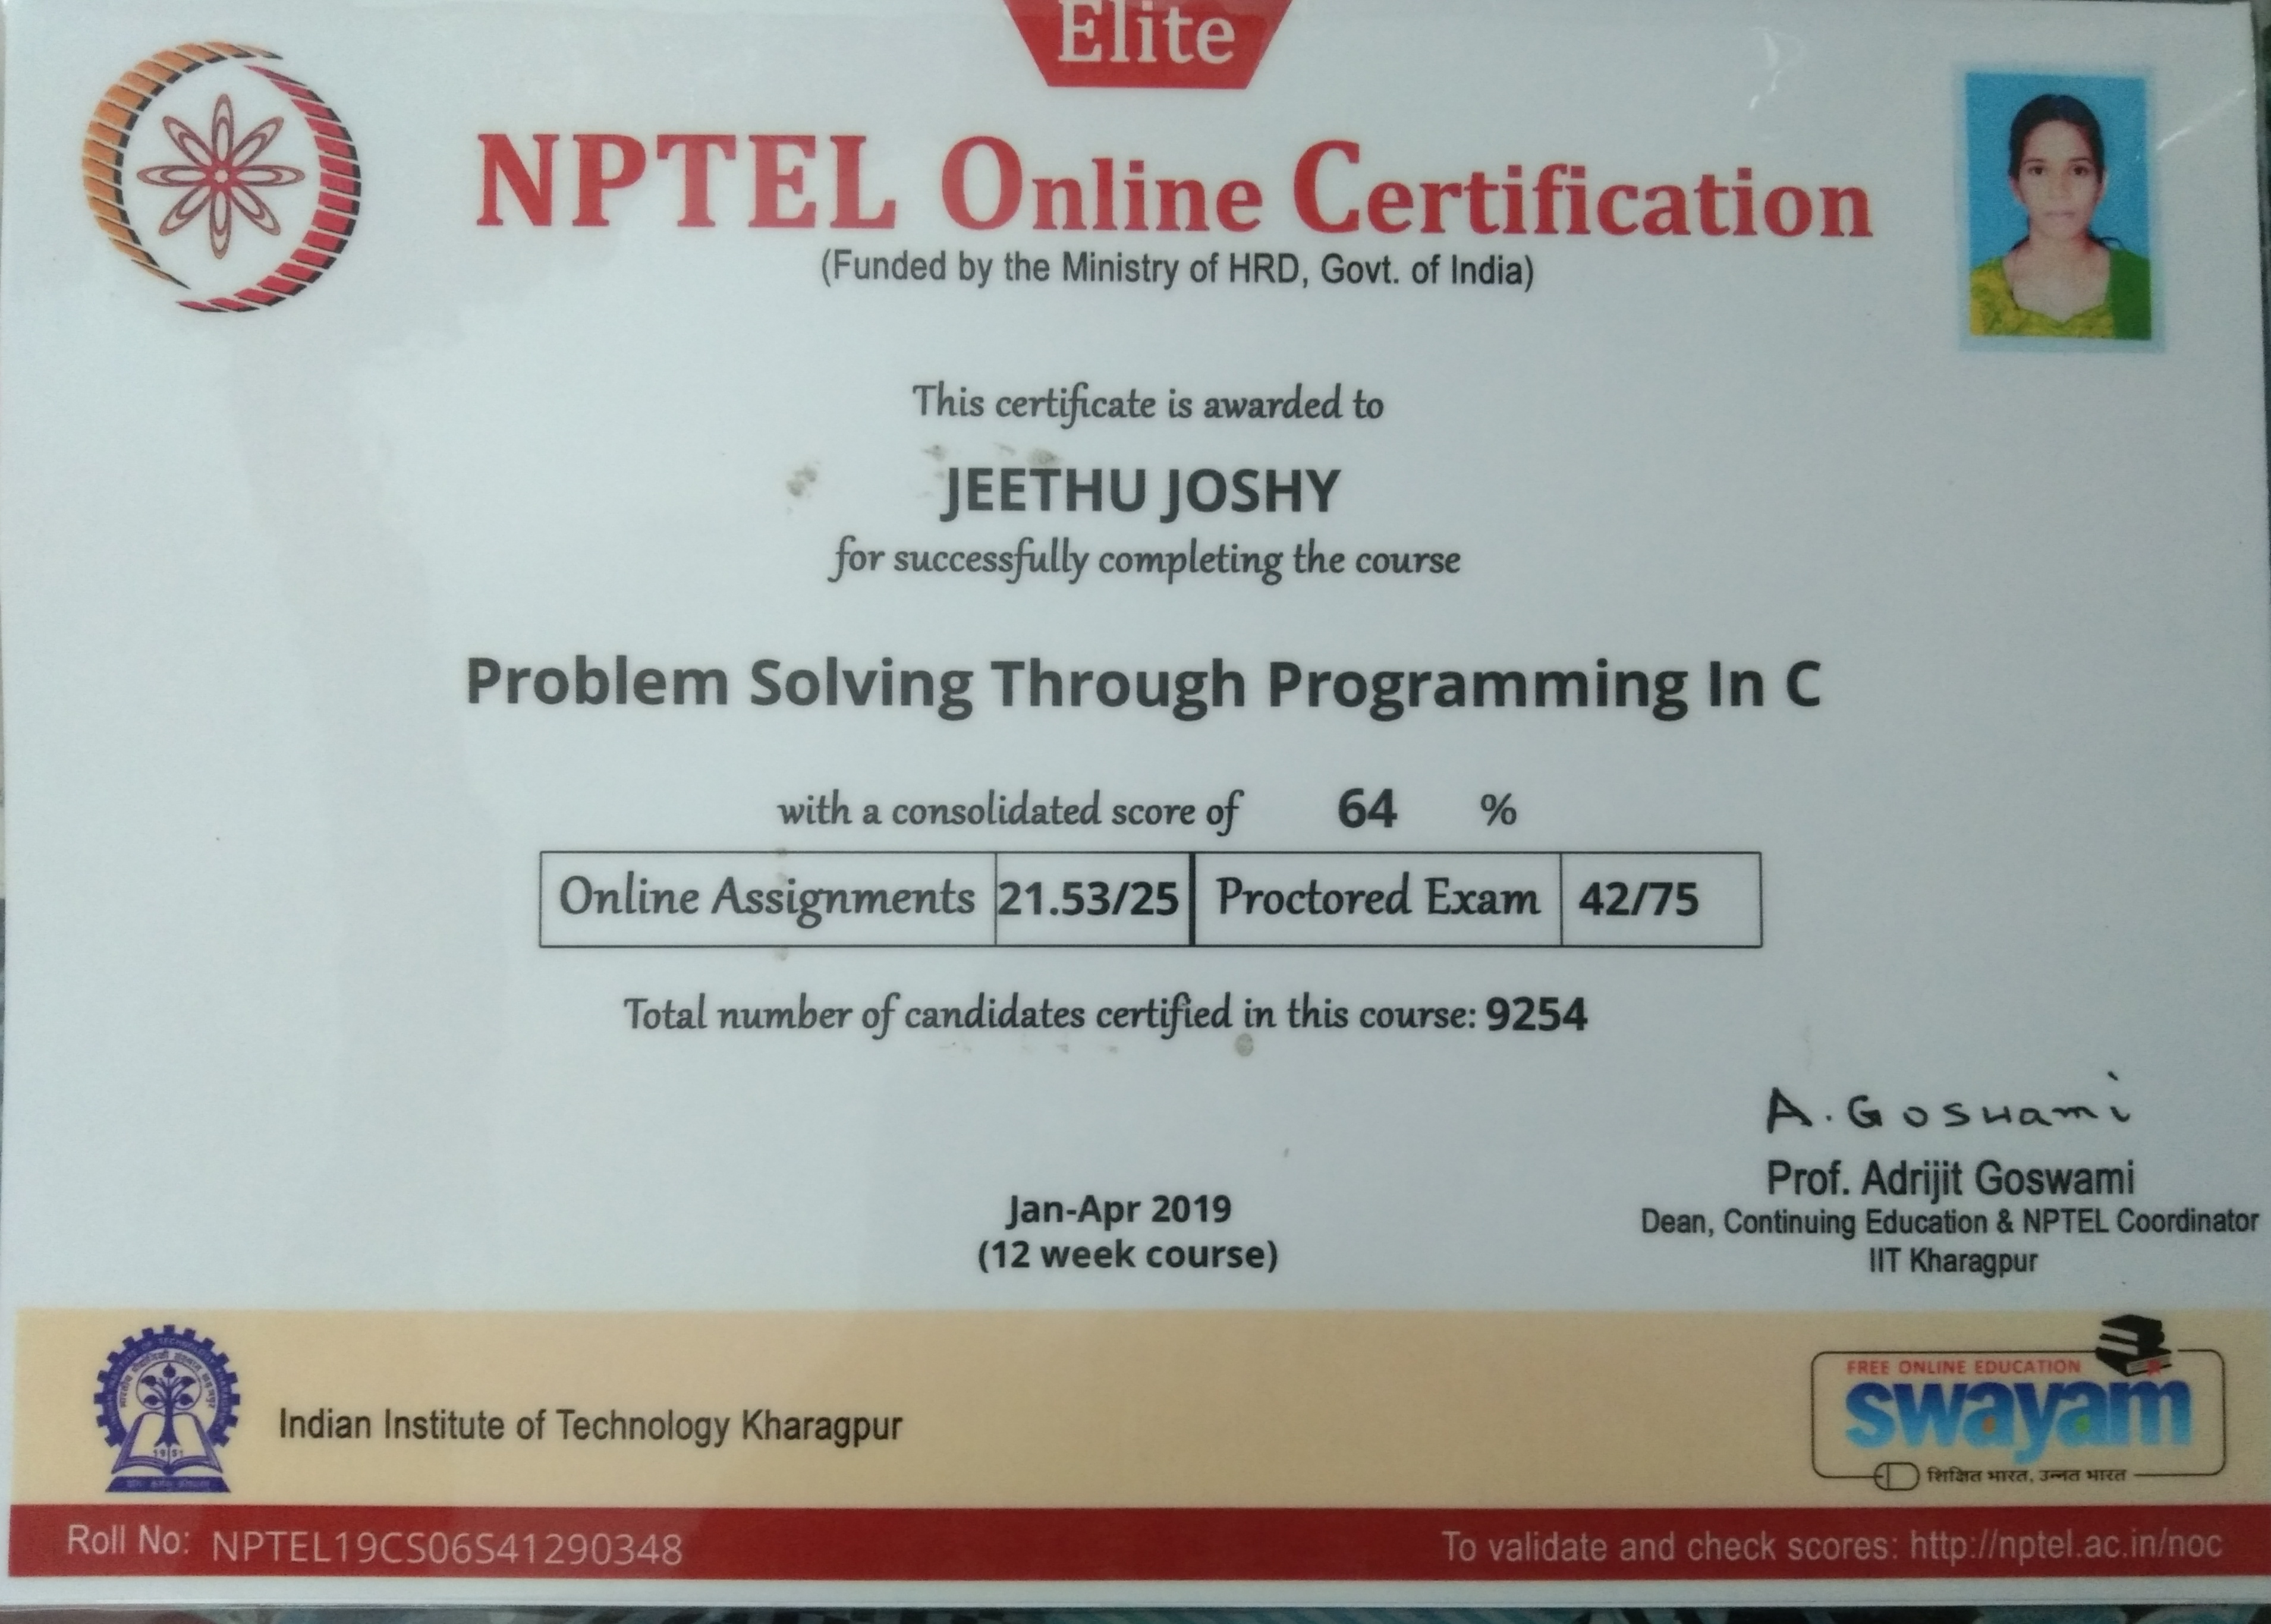 Elite
NPTEL Online Certification
(Funded by the Ministry of HRD, Govt. of India)
This certificate is awarded to
JEETHU JOSHY
for successfully completing the course
Problem Solving Through Programming In C
with a consolidated score of 64 %
Online Assignments 21.53/25 Proctored Exam 42/75
Total number of candidates certified in this course: 9254
A. Goswami
Prof. Adrijit Goswami
Dean, Continuing Education & NPTEL Coordinator
IIT Kharagpur
Jan-Apr 2019
(12 week course)
1951
Indian Institute of Technology Kharagpur
FREE ONLINE EDUCATION
swayam
शिक्षित भारत, उन्नत भारत
Roll No: NPTEL19CS06S41290348
To validate and check scores: http://nptel.ac.in/noc